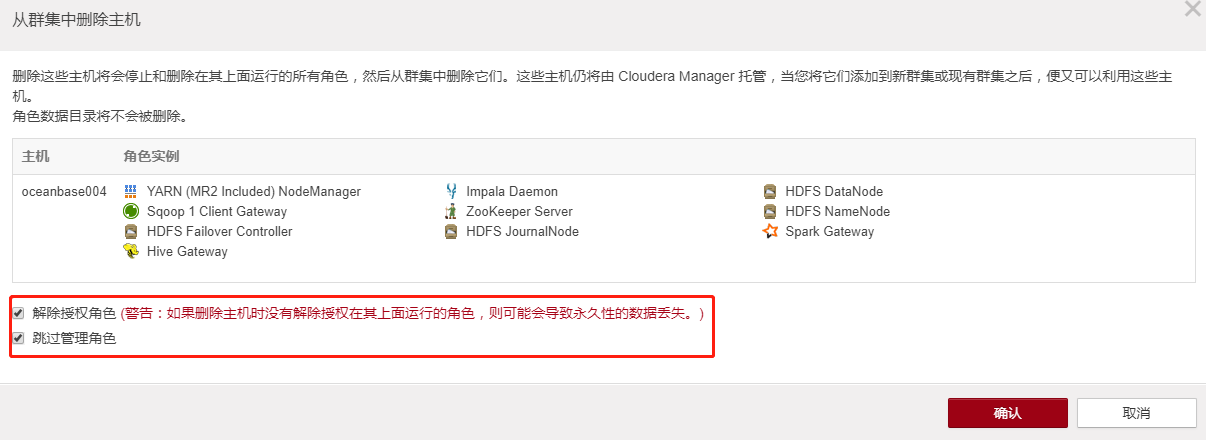 从群集中删除主机
删除这些主机将会停止和删除在其上面运行的所有角色，然后从群集中删除它们。这些主机仍将由 Cloudera Manager 托管，当您将它们添加到新群集或现有群集之后，便又可以利用这些主
机。
角色数据目录将不会被删除。
主机 角色实例
oceanbase004 YARN (MR2 Included) NodeManager Impala Daemon HDFS DataNode
Sqoop 1 Client Gateway ZooKeeper Server HDFS NameNode
HDFS Failover Controller HDFS JournalNode Spark Gateway
Hive Gateway
解除授权角色 (警告：如果删除主机时没有解除授权在其上面运行的角色，则可能会导致永久性的数据丢失。)
跳过管理角色
确认 取消